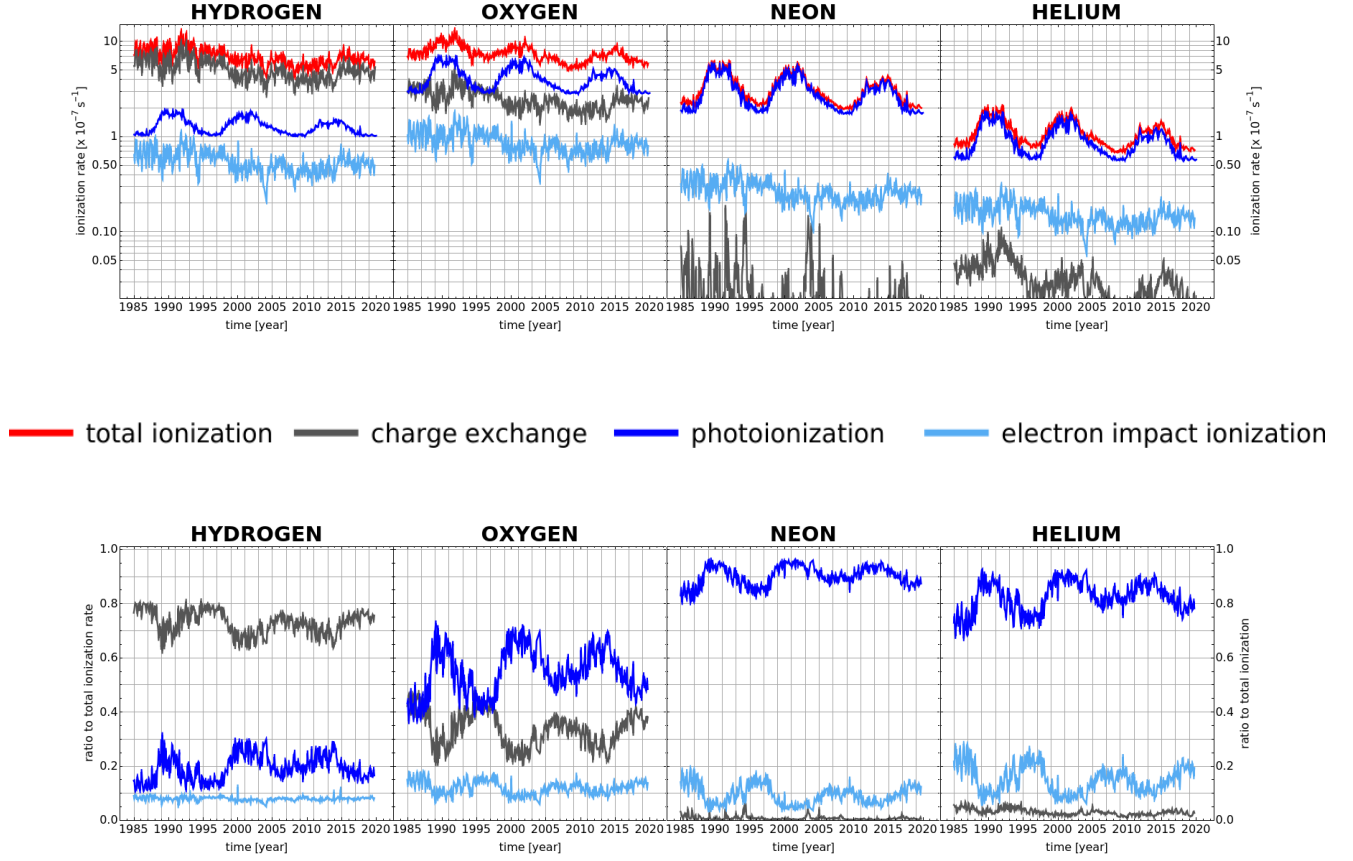 HYDROGEN OXYGEN NEON HELIUM
ionization rate [x 10⁻⁷ s⁻¹]
10 5 1 0.50 0.10 0.05
10 5 1 0.50 0.10 0.05
ionization rate [x 10⁻⁷ s⁻¹]
1985 1990 1995 2000 2005 2010 2015 2020 1985 1990 1995 2000 2005 2010 2015 2020 1985 1990 1995 2000 2005 2010 2015 2020 1985 1990 1995 2000 2005 2010 2015 2020
time [year] time [year] time [year] time [year]
total ionization charge exchange photoionization electron impact ionization
HYDROGEN OXYGEN NEON HELIUM
ratio to total ionization rate
1.0 0.8 0.6 0.4 0.2 0.0
1.0 0.8 0.6 0.4 0.2 0.0
ratio to total ionization
1985 1990 1995 2000 2005 2010 2015 2020 1985 1990 1995 2000 2005 2010 2015 2020 1985 1990 1995 2000 2005 2010 2015 2020 1985 1990 1995 2000 2005 2010 2015 2020
time [year] time [year] time [year] time [year]